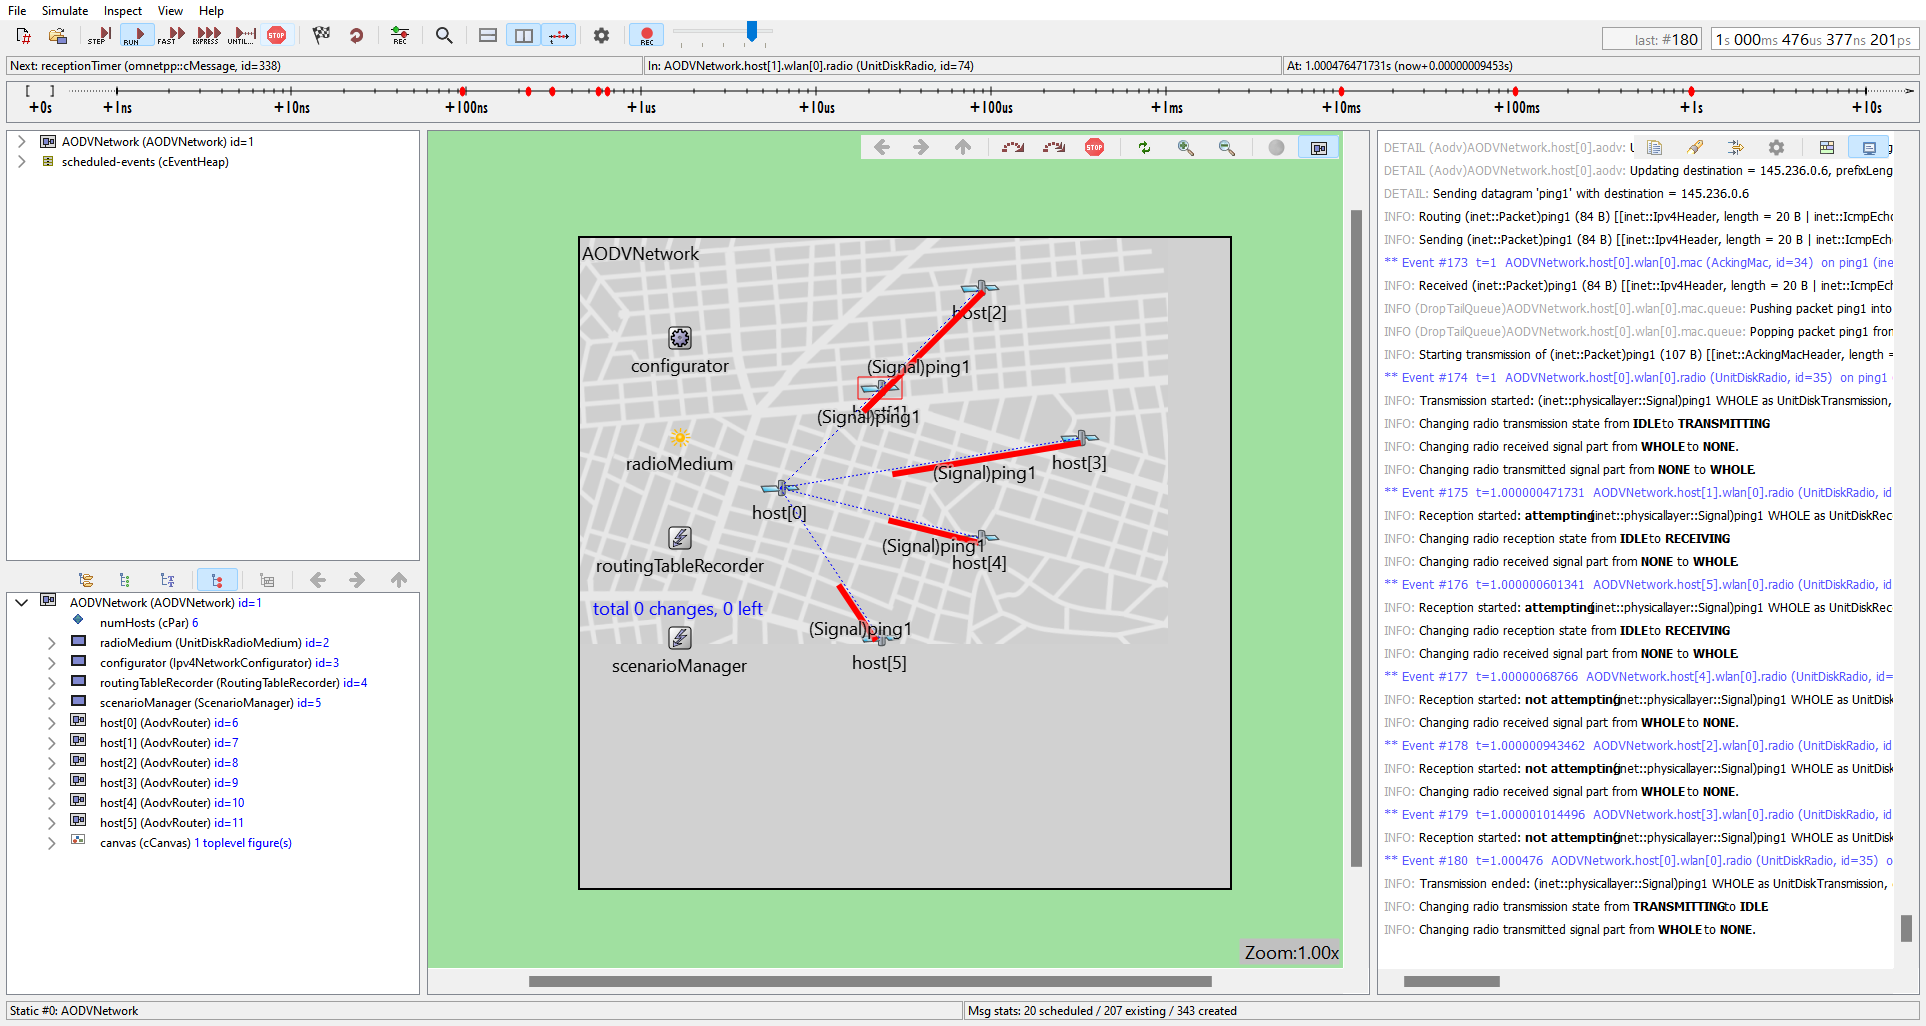 File Simulate Inspect View Help
STEP RUN FAST EXPRESS UNTIL... STOP REC REC
last: #180 1s 000ms 476us 377ns 201ps
Next: receptionTimer (omnetpp::cMessage, id=338) In: AODVNetwork.host[1].wlan[0].radio (UnitDiskRadio, id=74) At: 1.000476471731s (now+0.00000009453s)
[ ]
+0s +1ns +10ns +100ns +1us +10us +100us +1ms +10ms +100ms +1s +10s
AODVNetwork (AODVNetwork) id=1
scheduled-events (cEventHeap)
AODVNetwork (AODVNetwork) id=1
numHosts (cPar) 6
radioMedium (UnitDiskRadioMedium) id=2
configurator (Ipv4NetworkConfigurator) id=3
routingTableRecorder (RoutingTableRecorder) id=4
scenarioManager (ScenarioManager) id=5
host[0] (AodvRouter) id=6
host[1] (AodvRouter) id=7
host[2] (AodvRouter) id=8
host[3] (AodvRouter) id=9
host[4] (AodvRouter) id=10
host[5] (AodvRouter) id=11
canvas (cCanvas) 1 toplevel figure(s)
STOP
AODVNetwork
host[2]
configurator
(Signal)ping1
host[1]
(Signal)ping1
radioMedium
host[3]
(Signal)ping1
host[0]
(Signal)ping1
host[4]
routingTableRecorder
total 0 changes, 0 left
(Signal)ping1
host[5]
scenarioManager
Zoom:1.00x
DETAIL (Aodv)AODVNetwork.host[0].aodv:
DETAIL (Aodv)AODVNetwork.host[0].aodv: Updating destination = 145.236.0.6, prefixLeng
DETAIL: Sending datagram 'ping1' with destination = 145.236.0.6
INFO: Routing (inet::Packet)ping1 (84 B) [[inet::Ipv4Header, length = 20 B | inet::IcmpEch
INFO: Sending (inet::Packet)ping1 (84 B) [[inet::Ipv4Header, length = 20 B | inet::IcmpEch
** Event #173 t=1 AODVNetwork.host[0].wlan[0].mac (AckingMac, id=34) on ping1 (ine
INFO: Received (inet::Packet)ping1 (84 B) [[inet::Ipv4Header, length = 20 B | inet::IcmpEc
INFO (DropTailQueue)AODVNetwork.host[0].wlan[0].mac.queue: Pushing packet ping1 into
INFO (DropTailQueue)AODVNetwork.host[0].wlan[0].mac.queue: Popping packet ping1 fron
INFO: Starting transmission of (inet::Packet)ping1 (107 B) [[inet::AckingMacHeader, length =
** Event #174 t=1 AODVNetwork.host[0].wlan[0].radio (UnitDiskRadio, id=35) on ping1
INFO: Transmission started: (inet::physicallayer::Signal)ping1 WHOLE as UnitDiskTransmission,
INFO: Changing radio transmission state from IDLE to TRANSMITTING
INFO: Changing radio received signal part from WHOLE to NONE.
INFO: Changing radio transmitted signal part from NONE to WHOLE.
** Event #175 t=1.000000471731 AODVNetwork.host[1].wlan[0].radio (UnitDiskRadio, id
INFO: Reception started: attempting (inet::physicallayer::Signal)ping1 WHOLE as UnitDiskRec
INFO: Changing radio reception state from IDLE to RECEIVING
INFO: Changing radio received signal part from NONE to WHOLE.
** Event #176 t=1.000000601341 AODVNetwork.host[5].wlan[0].radio (UnitDiskRadio, id
INFO: Reception started: attempting (inet::physicallayer::Signal)ping1 WHOLE as UnitDiskRec
INFO: Changing radio reception state from IDLE to RECEIVING
INFO: Changing radio received signal part from NONE to WHOLE.
** Event #177 t=1.00000068766 AODVNetwork.host[4].wlan[0].radio (UnitDiskRadio, id=
INFO: Reception started: not attempting (inet::physicallayer::Signal)ping1 WHOLE as UnitDisk
INFO: Changing radio received signal part from WHOLE to NONE.
** Event #178 t=1.000000943462 AODVNetwork.host[2].wlan[0].radio (UnitDiskRadio, id
INFO: Reception started: not attempting (inet::physicallayer::Signal)ping1 WHOLE as UnitDisk
INFO: Changing radio received signal part from WHOLE to NONE.
** Event #179 t=1.000001014496 AODVNetwork.host[3].wlan[0].radio (UnitDiskRadio, id
INFO: Reception started: not attempting (inet::physicallayer::Signal)ping1 WHOLE as UnitDisk
** Event #180 t=1.000476 AODVNetwork.host[0].wlan[0].radio (UnitDiskRadio, id=35) o
INFO: Transmission ended: (inet::physicallayer::Signal)ping1 WHOLE as UnitDiskTransmission,
INFO: Changing radio transmission state from TRANSMITTING to IDLE
INFO: Changing radio transmitted signal part from WHOLE to NONE.
Static #0: AODVNetwork Msg stats: 20 scheduled / 207 existing / 343 created